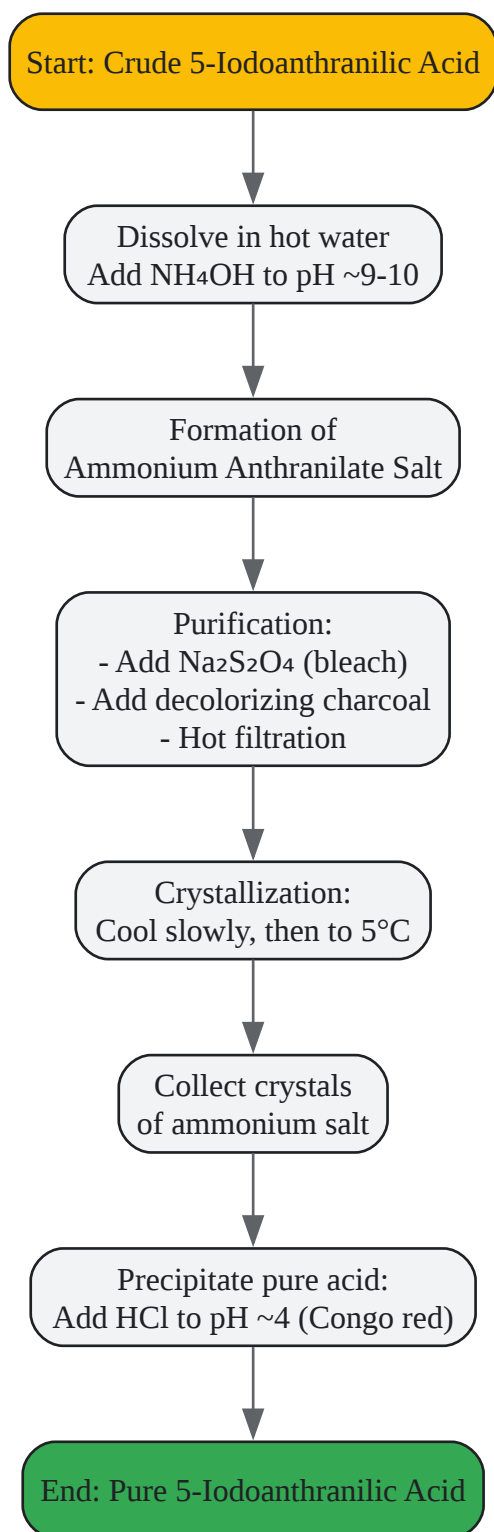 Start: Crude 5-Iodoanthranilic Acid
Dissolve in hot water
Add NH₄OH to pH ~9-10
Formation of
Ammonium Anthranilate Salt
Purification:
- Add Na₂S₂O₄ (bleach)
- Add decolorizing charcoal
- Hot filtration
Crystallization:
Cool slowly, then to 5°C
Collect crystals
of ammonium salt
Precipitate pure acid:
Add HCl to pH ~4 (Congo red)
End: Pure 5-Iodoanthranilic Acid